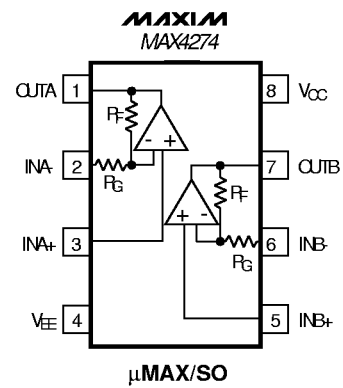 MAXIM
MAX4274
OUTA 1
8 VCC
RF
- +
INA- 2
RG
7 OUTB
RF
+ -
INA+ 3
6 INB-
RG
VEE 4
5 INB+
µMAX/SO